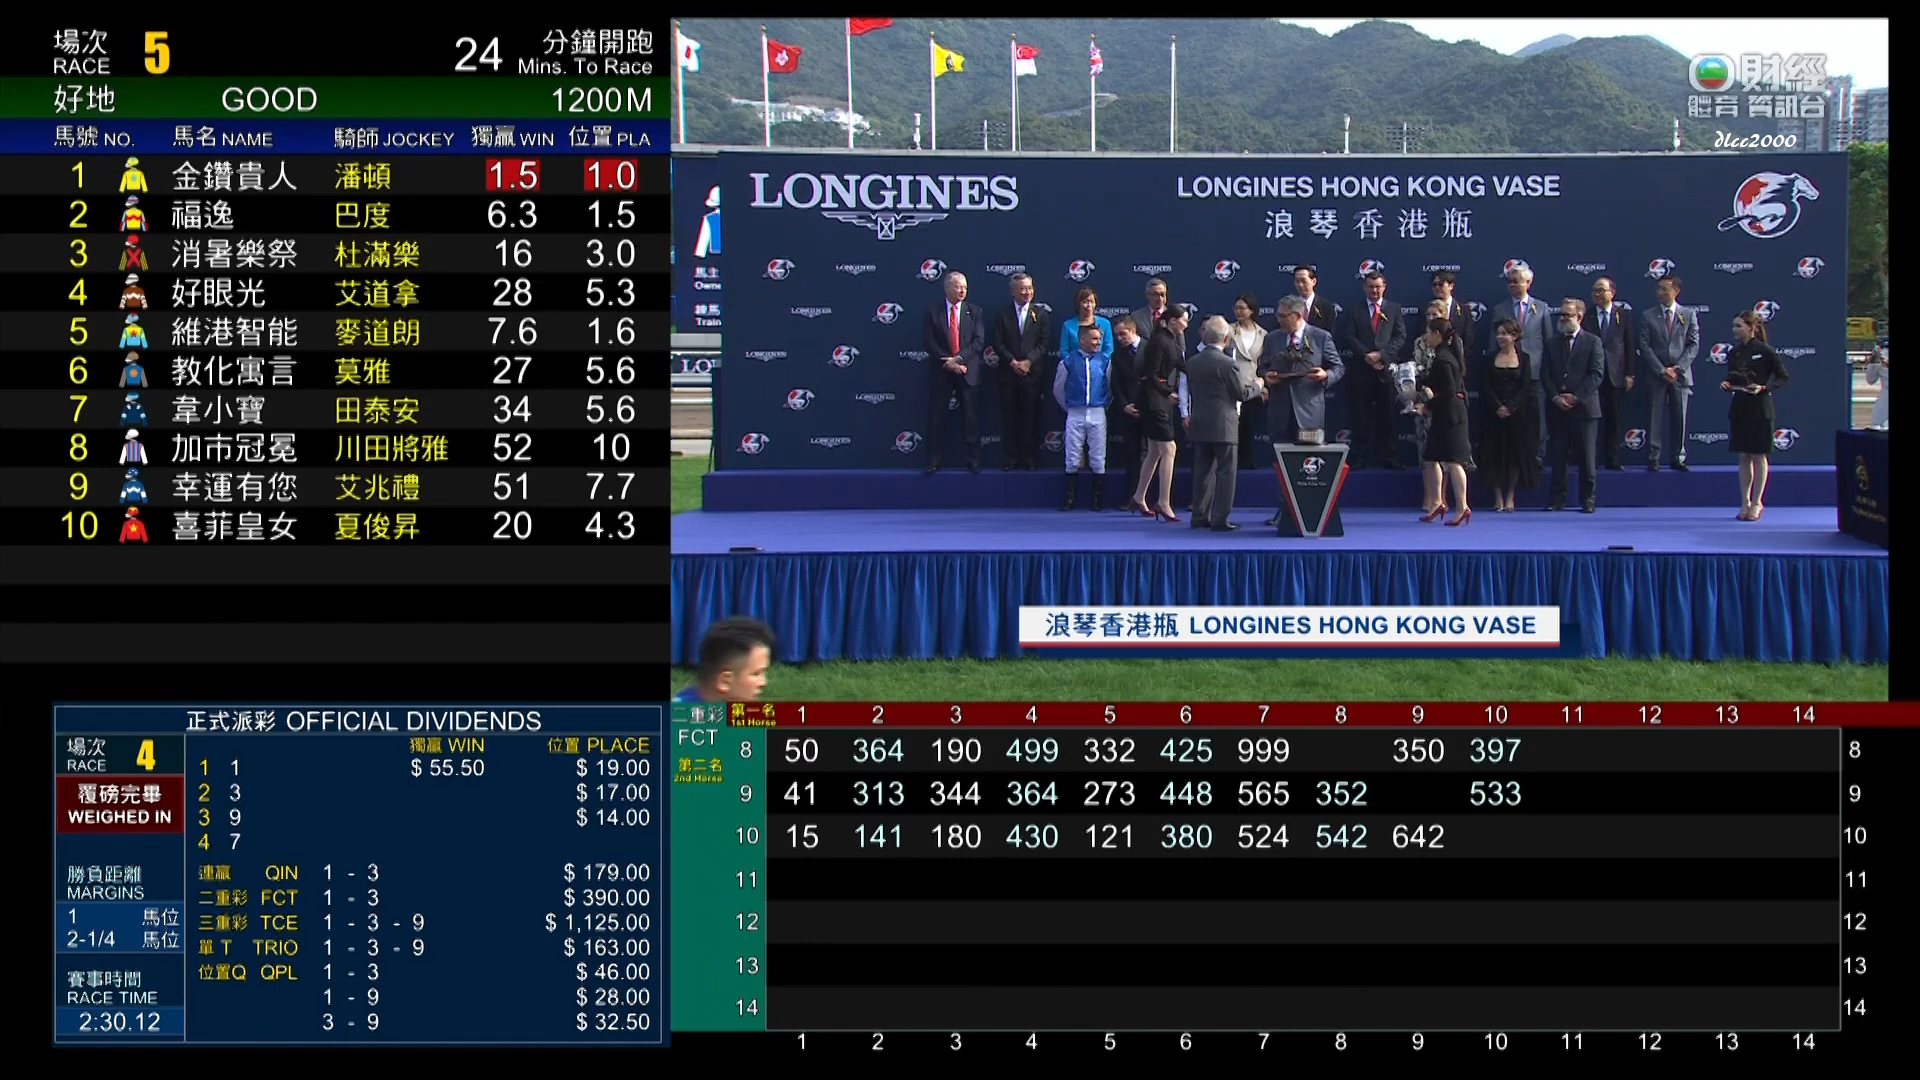 場次 RACE 5 24 分鐘開跑 Mins. To Race
好地 GOOD 1200M
馬號 NO. 馬名 NAME 騎師 JOCKEY 獨贏 WIN 位置 PLA
1 金鑽貴人 潘頓 1.5 1.0
2 福逸 巴度 6.3 1.5
3 消暑樂祭 杜滿樂 16 3.0
4 好眼光 艾道拿 28 5.3
5 維港智能 麥道朗 7.6 1.6
6 教化寓言 莫雅 27 5.6
7 韋小寶 田泰安 34 5.6
8 加市冠冕 川田將雅 52 10
9 幸運有您 艾兆禮 51 7.7
10 喜菲皇女 夏俊昇 20 4.3
財經
體育 資訊台
dlcc2000
LONGINES
LONGINES HONG KONG VASE
浪琴香港瓶
浪琴香港瓶 LONGINES HONG KONG VASE
正式派彩 OFFICIAL DIVIDENDS
場次 RACE 4
覆磅完畢
WEIGHED IN
勝負距離
MARGINS
1 馬位
2-1/4 馬位
賽事時間
RACE TIME
2:30.12
獨贏 WIN 位置 PLACE
1 1 $ 55.50 $ 19.00
2 3 $ 17.00
3 9 $ 14.00
4 7
連贏 QIN 1 - 3 $ 179.00
二重彩 FCT 1 - 3 $ 390.00
三重彩 TCE 1 - 3 - 9 $ 1,125.00
單T TRIO 1 - 3 - 9 $ 163.00
位置Q QPL 1 - 3 $ 46.00
1 - 9 $ 28.00
3 - 9 $ 32.50
二重彩 FCT 第一名 1st Horse 1 2 3 4 5 6 7 8 9 10 11 12 13 14
第二名 2nd Horse
8 50 364 190 499 332 425 999 350 397 8
9 41 313 344 364 273 448 565 352 533 9
10 15 141 180 430 121 380 524 542 642 10
11 11
12 12
13 13
14 14
1 2 3 4 5 6 7 8 9 10 11 12 13 14